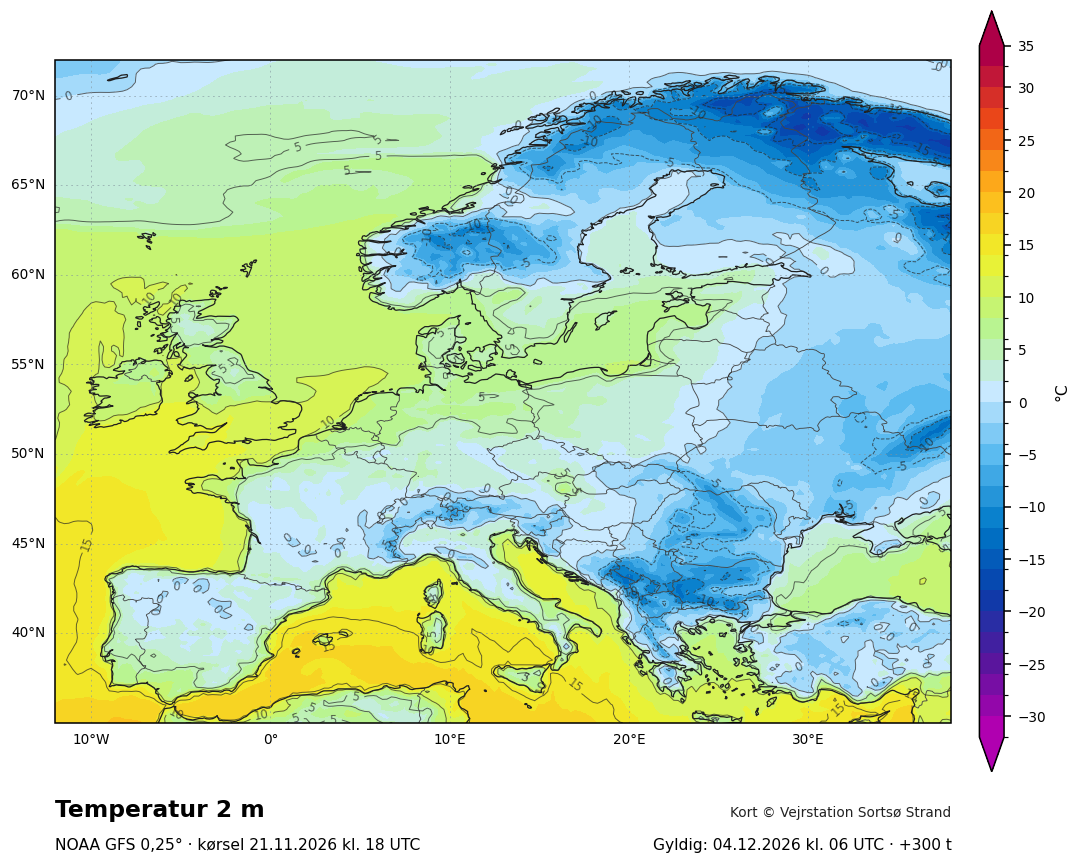 35
30
25
20
15
10
5
0
−5
−10
−15
−20
−25
−30
°C
70°N
65°N
60°N
55°N
50°N
45°N
40°N
10°W 0° 10°E 20°E 30°E
Temperatur 2 m
Kort © Vejrstation Sortsø Strand
NOAA GFS 0,25° · kørsel 21.11.2026 kl. 18 UTC
Gyldig: 04.12.2026 kl. 06 UTC · +300 t